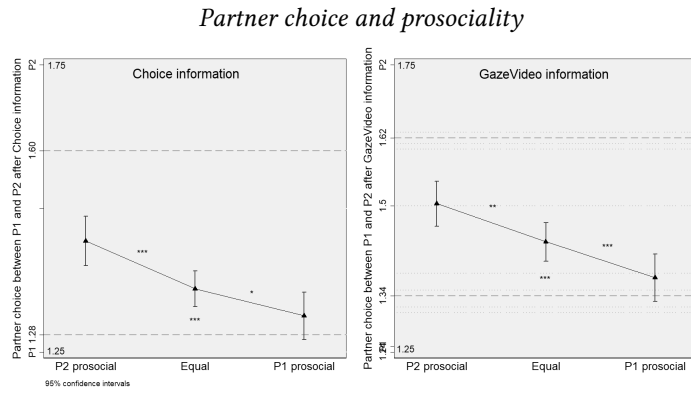 Partner choice and prosociality
Partner choice between P1 and P2 after Choice information
P2
1.60
1.28
P1
1.75
Choice information
***
*
***
1.25
P2 prosocial
Equal
P1 prosocial
95% confidence intervals
Partner choice between P1 and P2 after GazeVideo information
P2
1.62
1.5
1.34
1.75
GazeVideo information
**
***
***
1.25
P2 prosocial
Equal
P1 prosocial